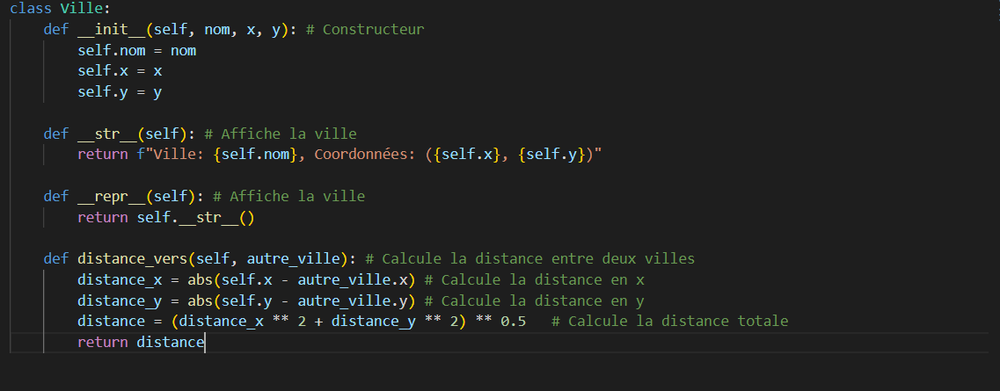 class Ville:
    def __init__(self, nom, x, y): # Constructeur
        self.nom = nom
        self.x = x
        self.y = y

    def __str__(self): # Affiche la ville
        return f"Ville: {self.nom}, Coordonnées: ({self.x}, {self.y})"

    def __repr__(self): # Affiche la ville
        return self.__str__()

    def distance_vers(self, autre_ville): # Calcule la distance entre deux villes
        distance_x = abs(self.x - autre_ville.x) # Calcule la distance en x
        distance_y = abs(self.y - autre_ville.y) # Calcule la distance en y
        distance = (distance_x ** 2 + distance_y ** 2) ** 0.5   # Calcule la distance totale
        return distance